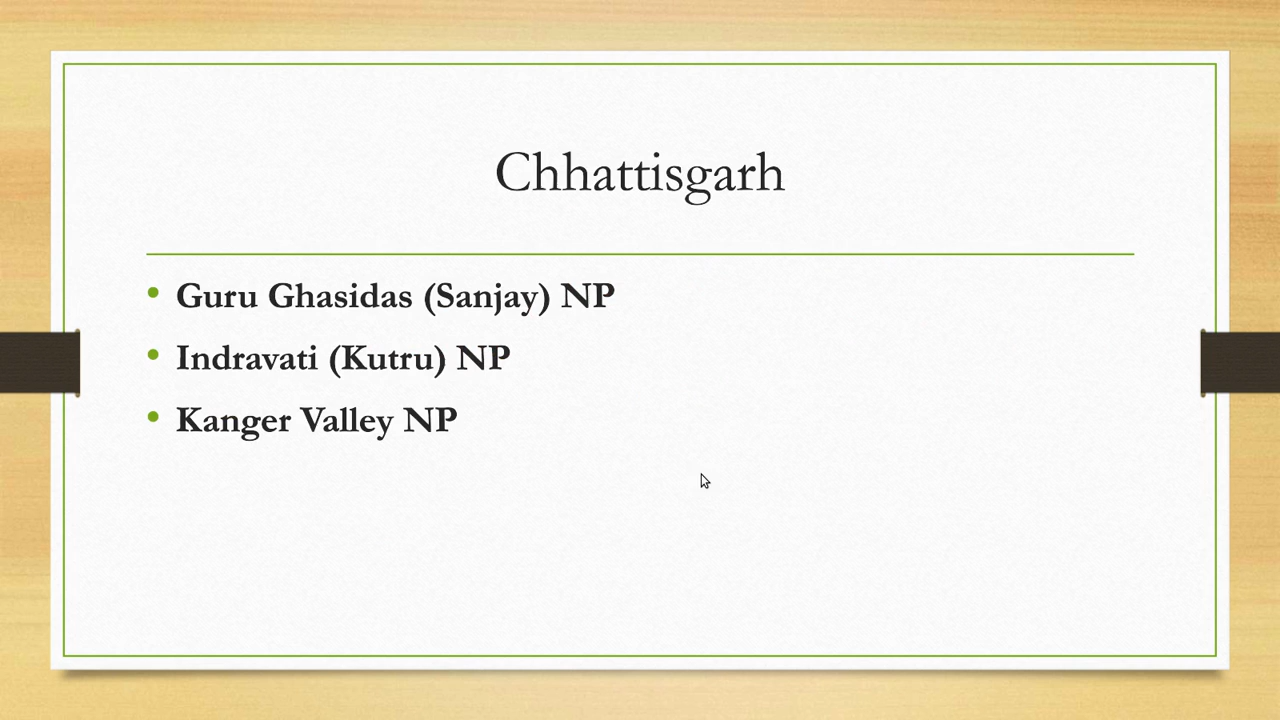 Chhattisgarh
• Guru Ghasidas (Sanjay) NP
• Indravati (Kutru) NP
• Kanger Valley NP